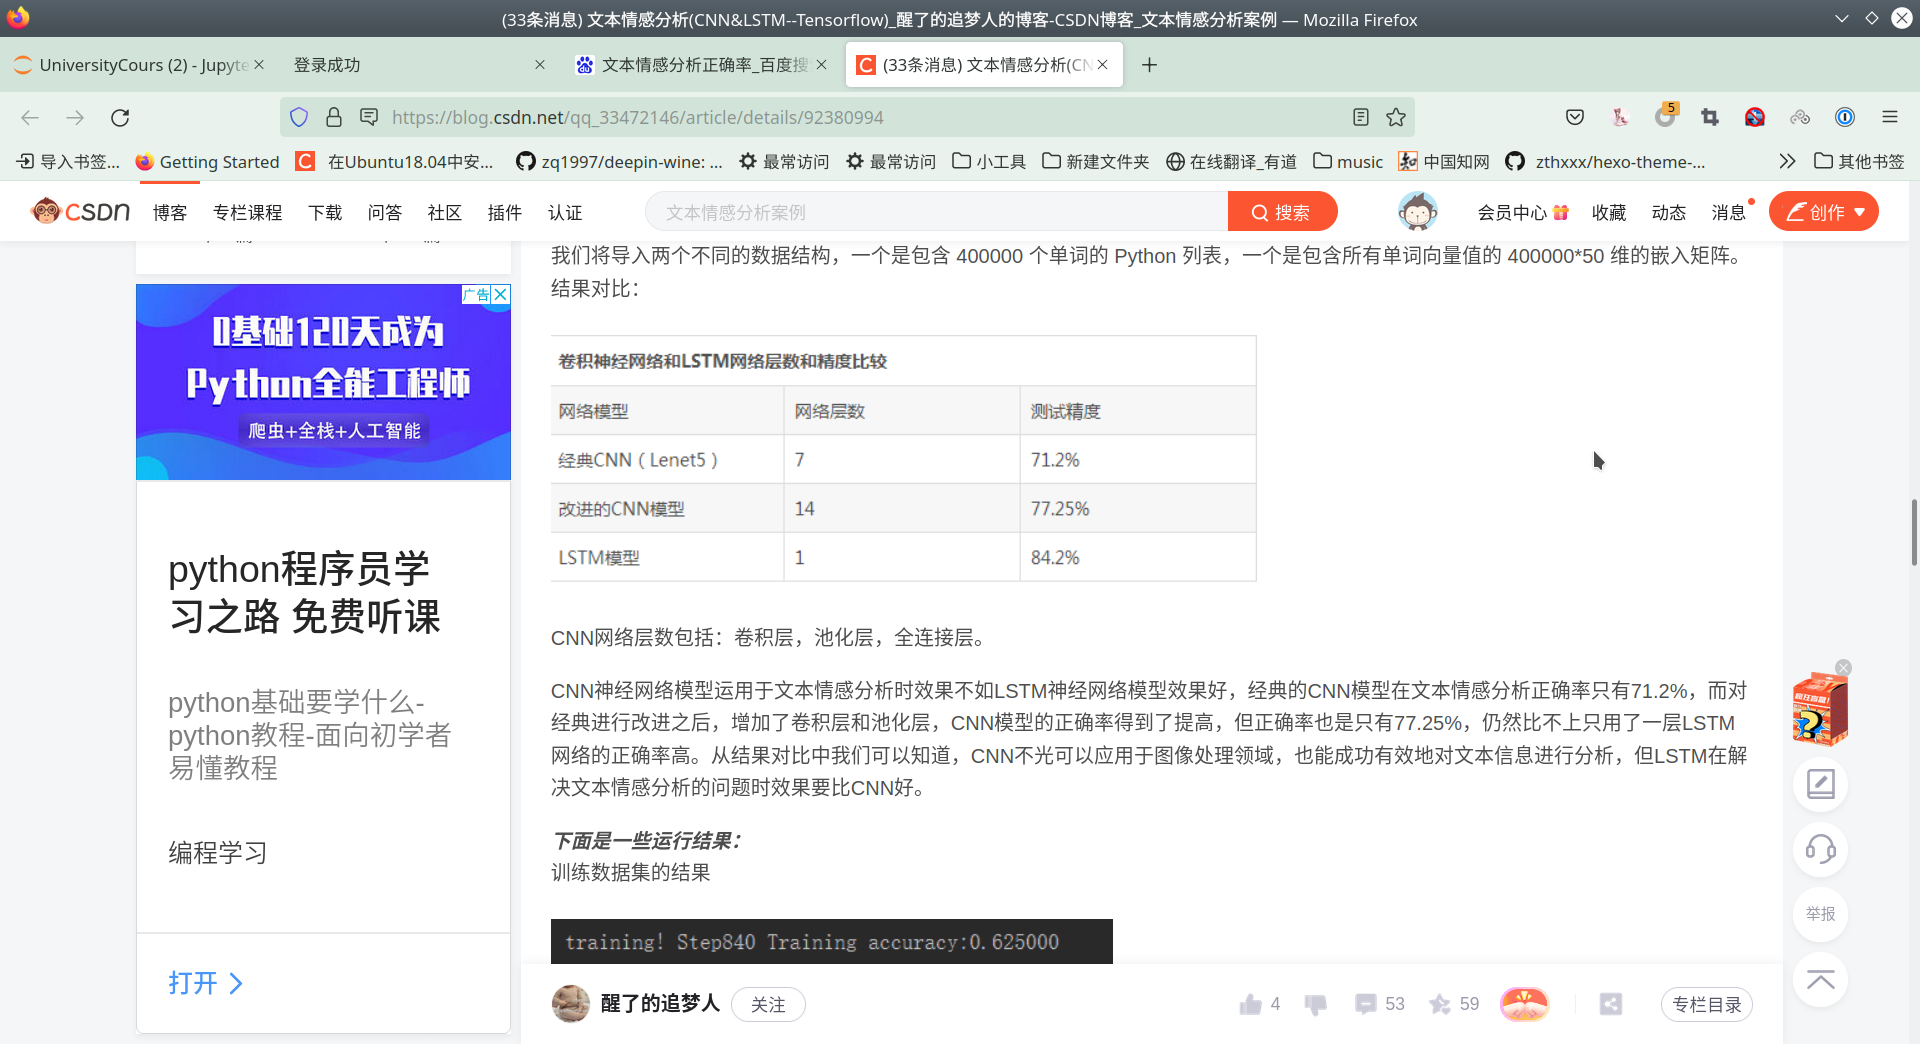 (33条消息) 文本情感分析(CNN&LSTM--Tensorflow)_醒了的追梦人的博客-CSDN博客_文本情感分析案例 — Mozilla Firefox
UniversityCours (2) - Jupyte
登录成功
文本情感分析正确率_百度搜
(33条消息) 文本情感分析(CN
https://blog.csdn.net/qq_33472146/article/details/92380994
5
导入书签...
Getting Started
在Ubuntu18.04中安...
zq1997/deepin-wine: ...
最常访问
最常访问
小工具
新建文件夹
在线翻译_有道
music
中国知网
zthxxx/hexo-theme-...
其他书签
CSDN
博客
专栏课程
下载
问答
社区
插件
认证
文本情感分析案例
搜索
会员中心
收藏
动态
消息
创作
我们将导入两个不同的数据结构，一个是包含 400000 个单词的 Python 列表，一个是包含所有单词向量值的 400000*50 维的嵌入矩阵。
结果对比：
广告
0基础120天成为
Python全能工程师
爬虫+全栈+人工智能
python程序员学
习之路 免费听课
python基础要学什么-
python教程-面向初学者
易懂教程
编程学习
打开
卷积神经网络和LSTM网络层数和精度比较
网络模型 网络层数 测试精度
经典CNN（Lenet5） 7 71.2%
改进的CNN模型 14 77.25%
LSTM模型 1 84.2%
CNN网络层数包括：卷积层，池化层，全连接层。
CNN神经网络模型运用于文本情感分析时效果不如LSTM神经网络模型效果好，经典的CNN模型在文本情感分析正确率只有71.2%，而对
经典进行改进之后，增加了卷积层和池化层，CNN模型的正确率得到了提高，但正确率也是只有77.25%，仍然比不上只用了一层LSTM
网络的正确率高。从结果对比中我们可以知道，CNN不光可以应用于图像处理领域，也能成功有效地对文本信息进行分析，但LSTM在解
决文本情感分析的问题时效果要比CNN好。
下面是一些运行结果：
训练数据集的结果
training! Step840 Training accuracy:0.625000
醒了的追梦人
关注
4
53
59
专栏目录
举报